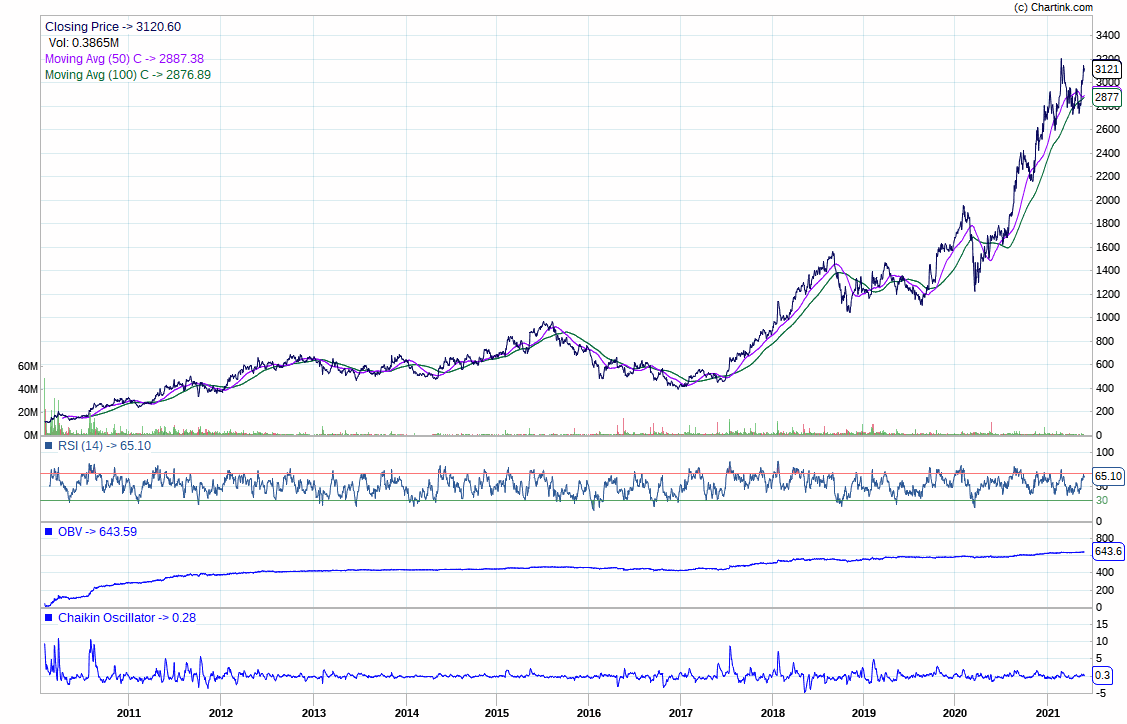 (c) Chartink.com
Closing Price -> 3120.60
Vol: 0.3865M
Moving Avg (50) C -> 2887.38
Moving Avg (100) C -> 2876.89
3400
3200
3121
3000
2877
2800
2600
2400
2200
2000
1800
1600
1400
1200
1000
800
600
400
200
0
60M
40M
20M
0M
RSI (14) -> 65.10
100
65.10
50
30
0
OBV -> 643.59
800
643.6
400
200
0
Chaikin Oscillator -> 0.28
15
10
5
0.3
-5
2011 2012 2013 2014 2015 2016 2017 2018 2019 2020 2021